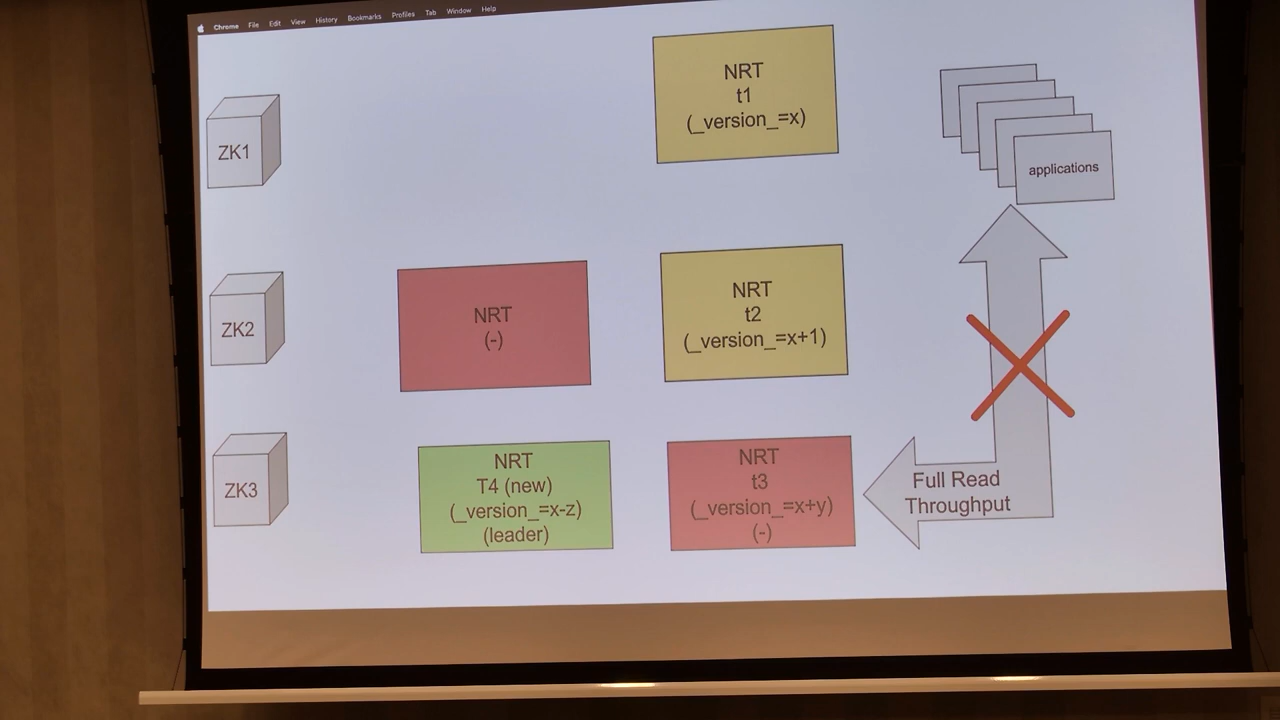 Chrome File Edit View History Bookmarks Profiles Tab Window Help
ZK1
NRT
t1
(_version_=x)
applications
ZK2
NRT
(-)
NRT
t2
(_version_=x+1)
ZK3
NRT
T4 (new)
(_version_=x-z)
(leader)
NRT
t3
(_version_=x+y)
(-)
Full Read
Throughput